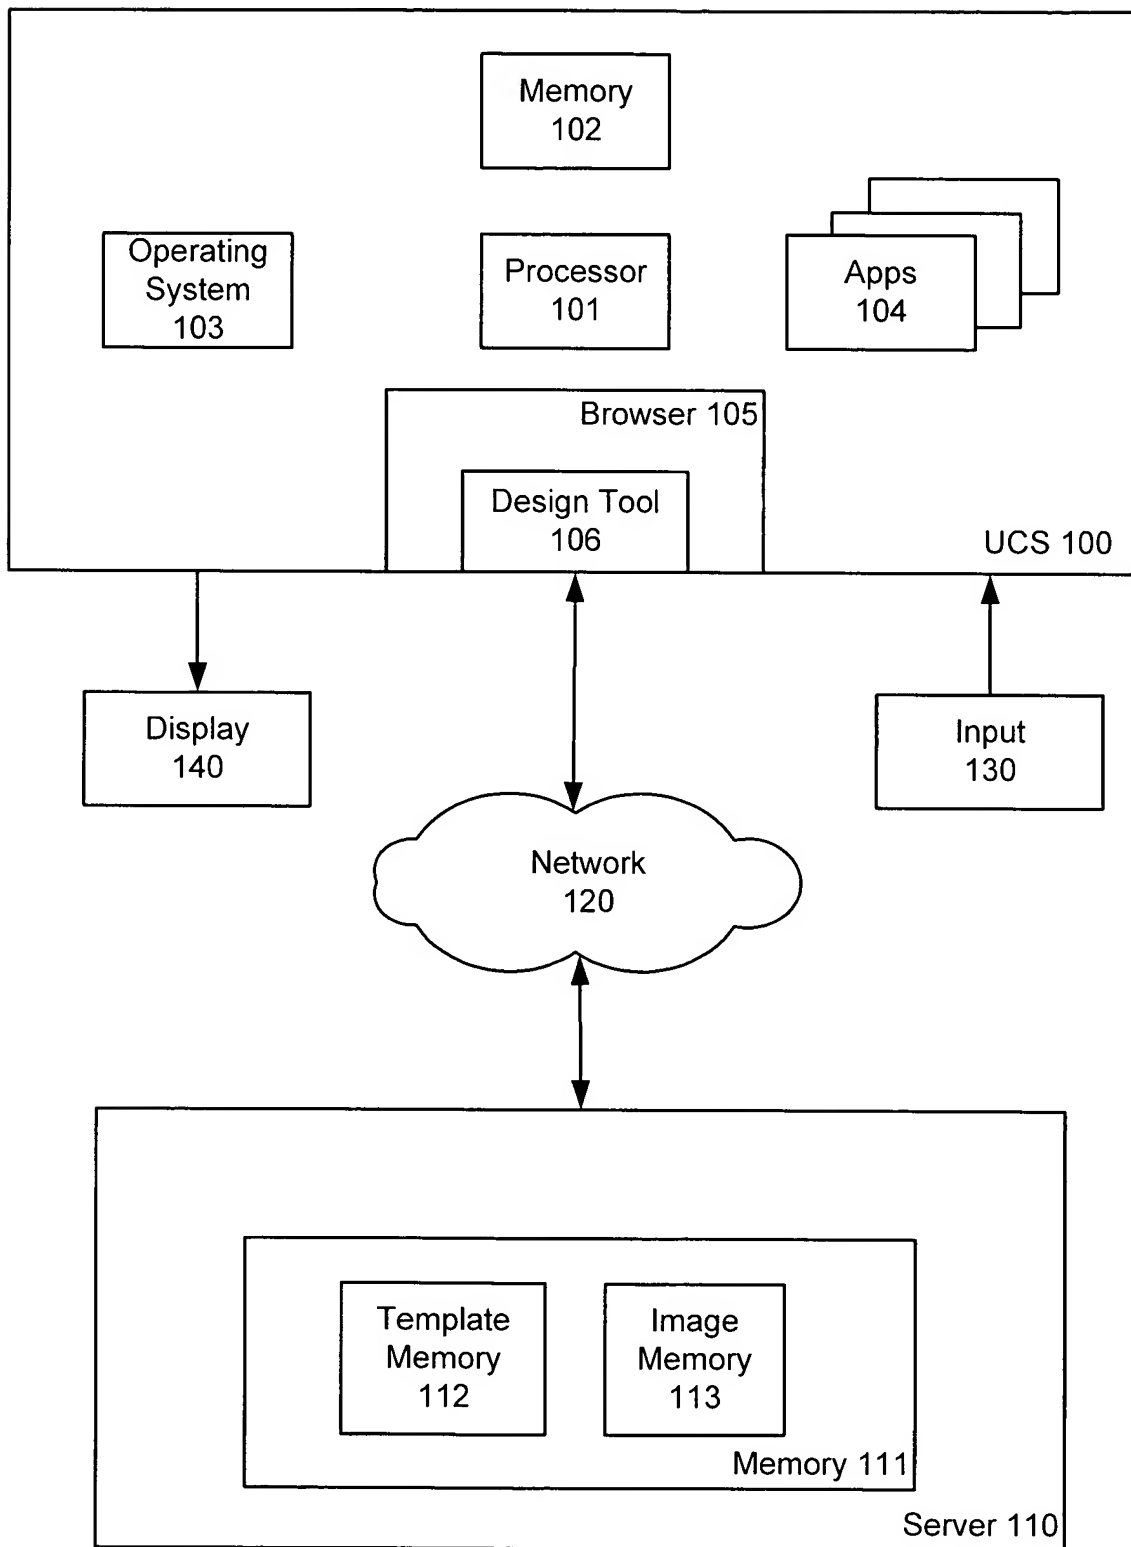 Memory
102
Operating
System
103
Processor
101
Apps
104
Browser 105
Design Tool
106
UCS 100
Display
140
Input
130
Network
120
Template
Memory
112
Image
Memory
113
Memory 111
Server 110